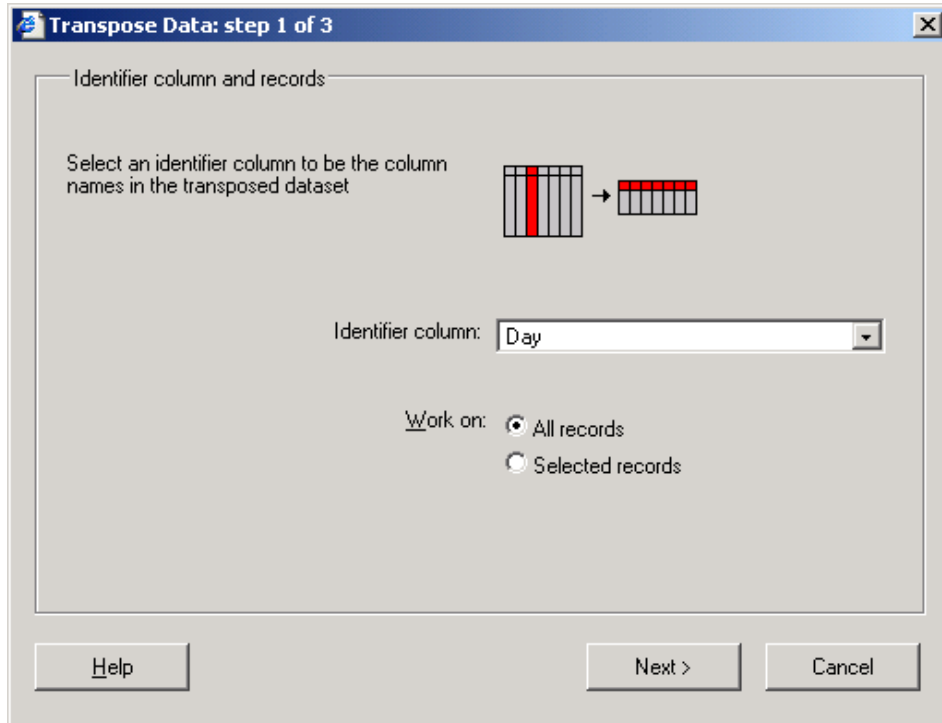 Transpose Data: step 1 of 3
Identifier column and records
Select an identifier column to be the column
names in the transposed dataset
Identifier column: Day
Work on: All records
Selected records
Help Next > Cancel